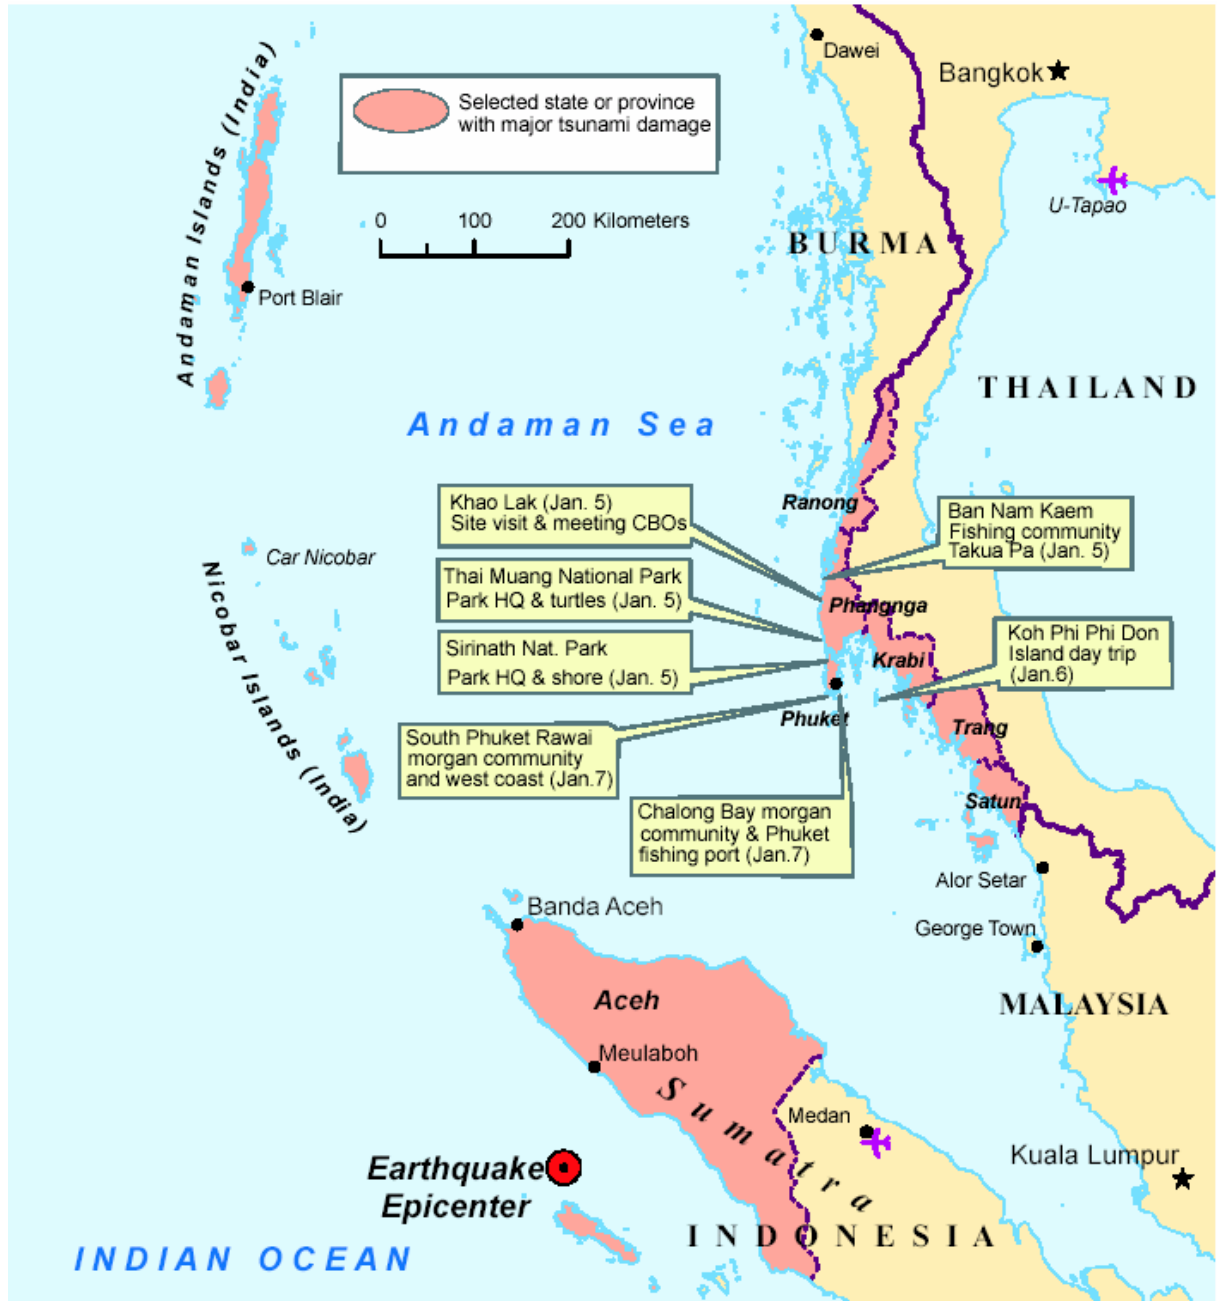 Dawei
Bangkok
Selected state or province
with major tsunami damage
Andaman Islands (India)
U-Tapao
0 100 200 Kilometers
BURMA
Port Blair
THAILAND
Andaman Sea
Khao Lak (Jan. 5)
Site visit & meeting CBOs
Ranong
Ban Nam Kaem
Fishing community
Takua Pa (Jan. 5)
Car Nicobar
Nicobar Islands (India)
Thai Muang National Park
Park HQ & turtles (Jan. 5)
Phangnga
Sirinath Nat. Park
Park HQ & shore (Jan. 5)
Krabi
Koh Phi Phi Don
Island day trip
(Jan.6)
Phuket
Trang
South Phuket Rawai
morgan community
and west coast (Jan.7)
Satun
Chalong Bay morgan
community & Phuket
fishing port (Jan.7)
Alor Setar
Banda Aceh
George Town
Aceh
MALAYSIA
Meulaboh
Sumatra
Medan
Kuala Lumpur
Earthquake
Epicenter
INDONESIA
INDIAN OCEAN